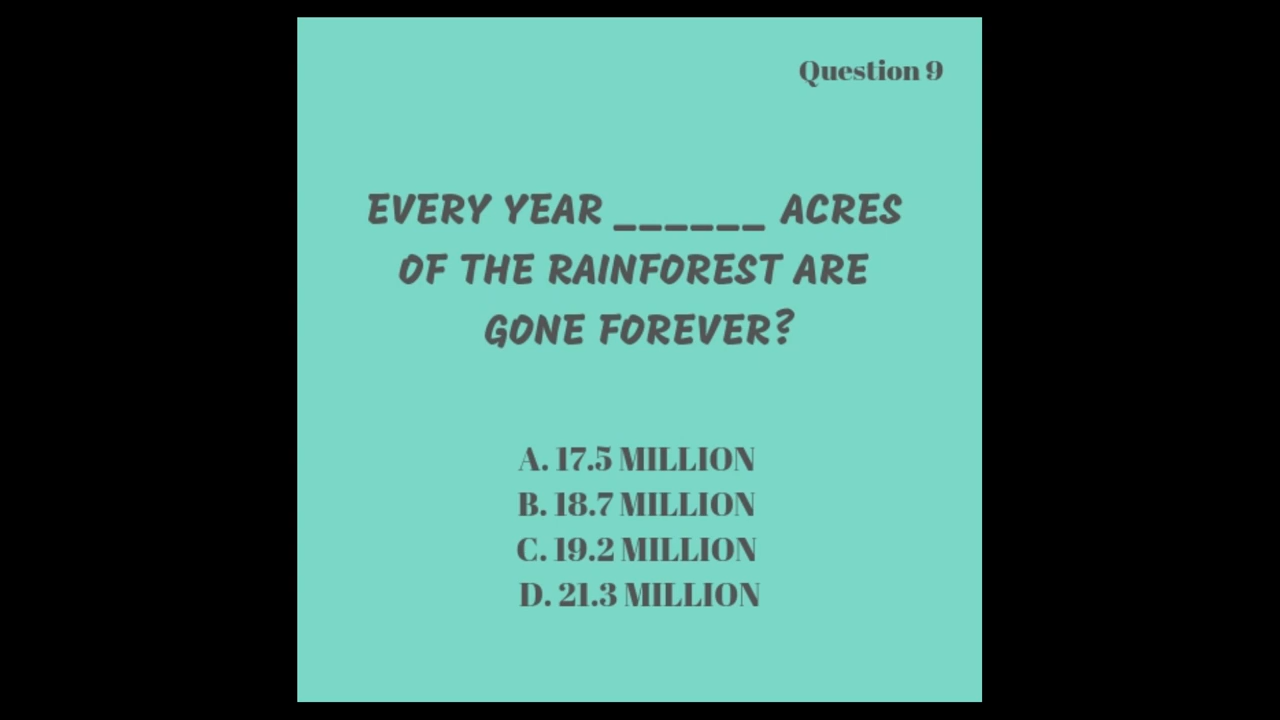 Question 9
EVERY YEAR ______ ACRES
OF THE RAINFOREST ARE
GONE FOREVER?
A. 17.5 MILLION
B. 18.7 MILLION
C. 19.2 MILLION
D. 21.3 MILLION